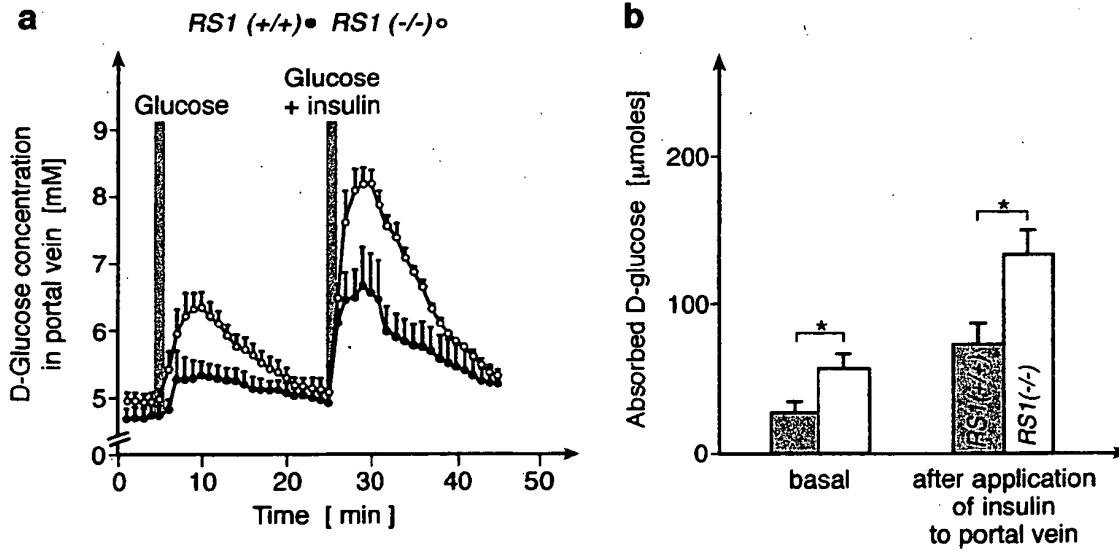 a
RS1 (+/+)● RS1 (-/-)○
Glucose
Glucose
+ insulin
D-Glucose concentration
in portal vein [mM]
9
8
7
6
5
0
0 10 20 30 40 50
Time [ min ]
b
Absorbed D-glucose [µmoles]
200
100
0
*
*
RS1(+/+)
RS1(-/-)
basal
after application
of insulin
to portal vein